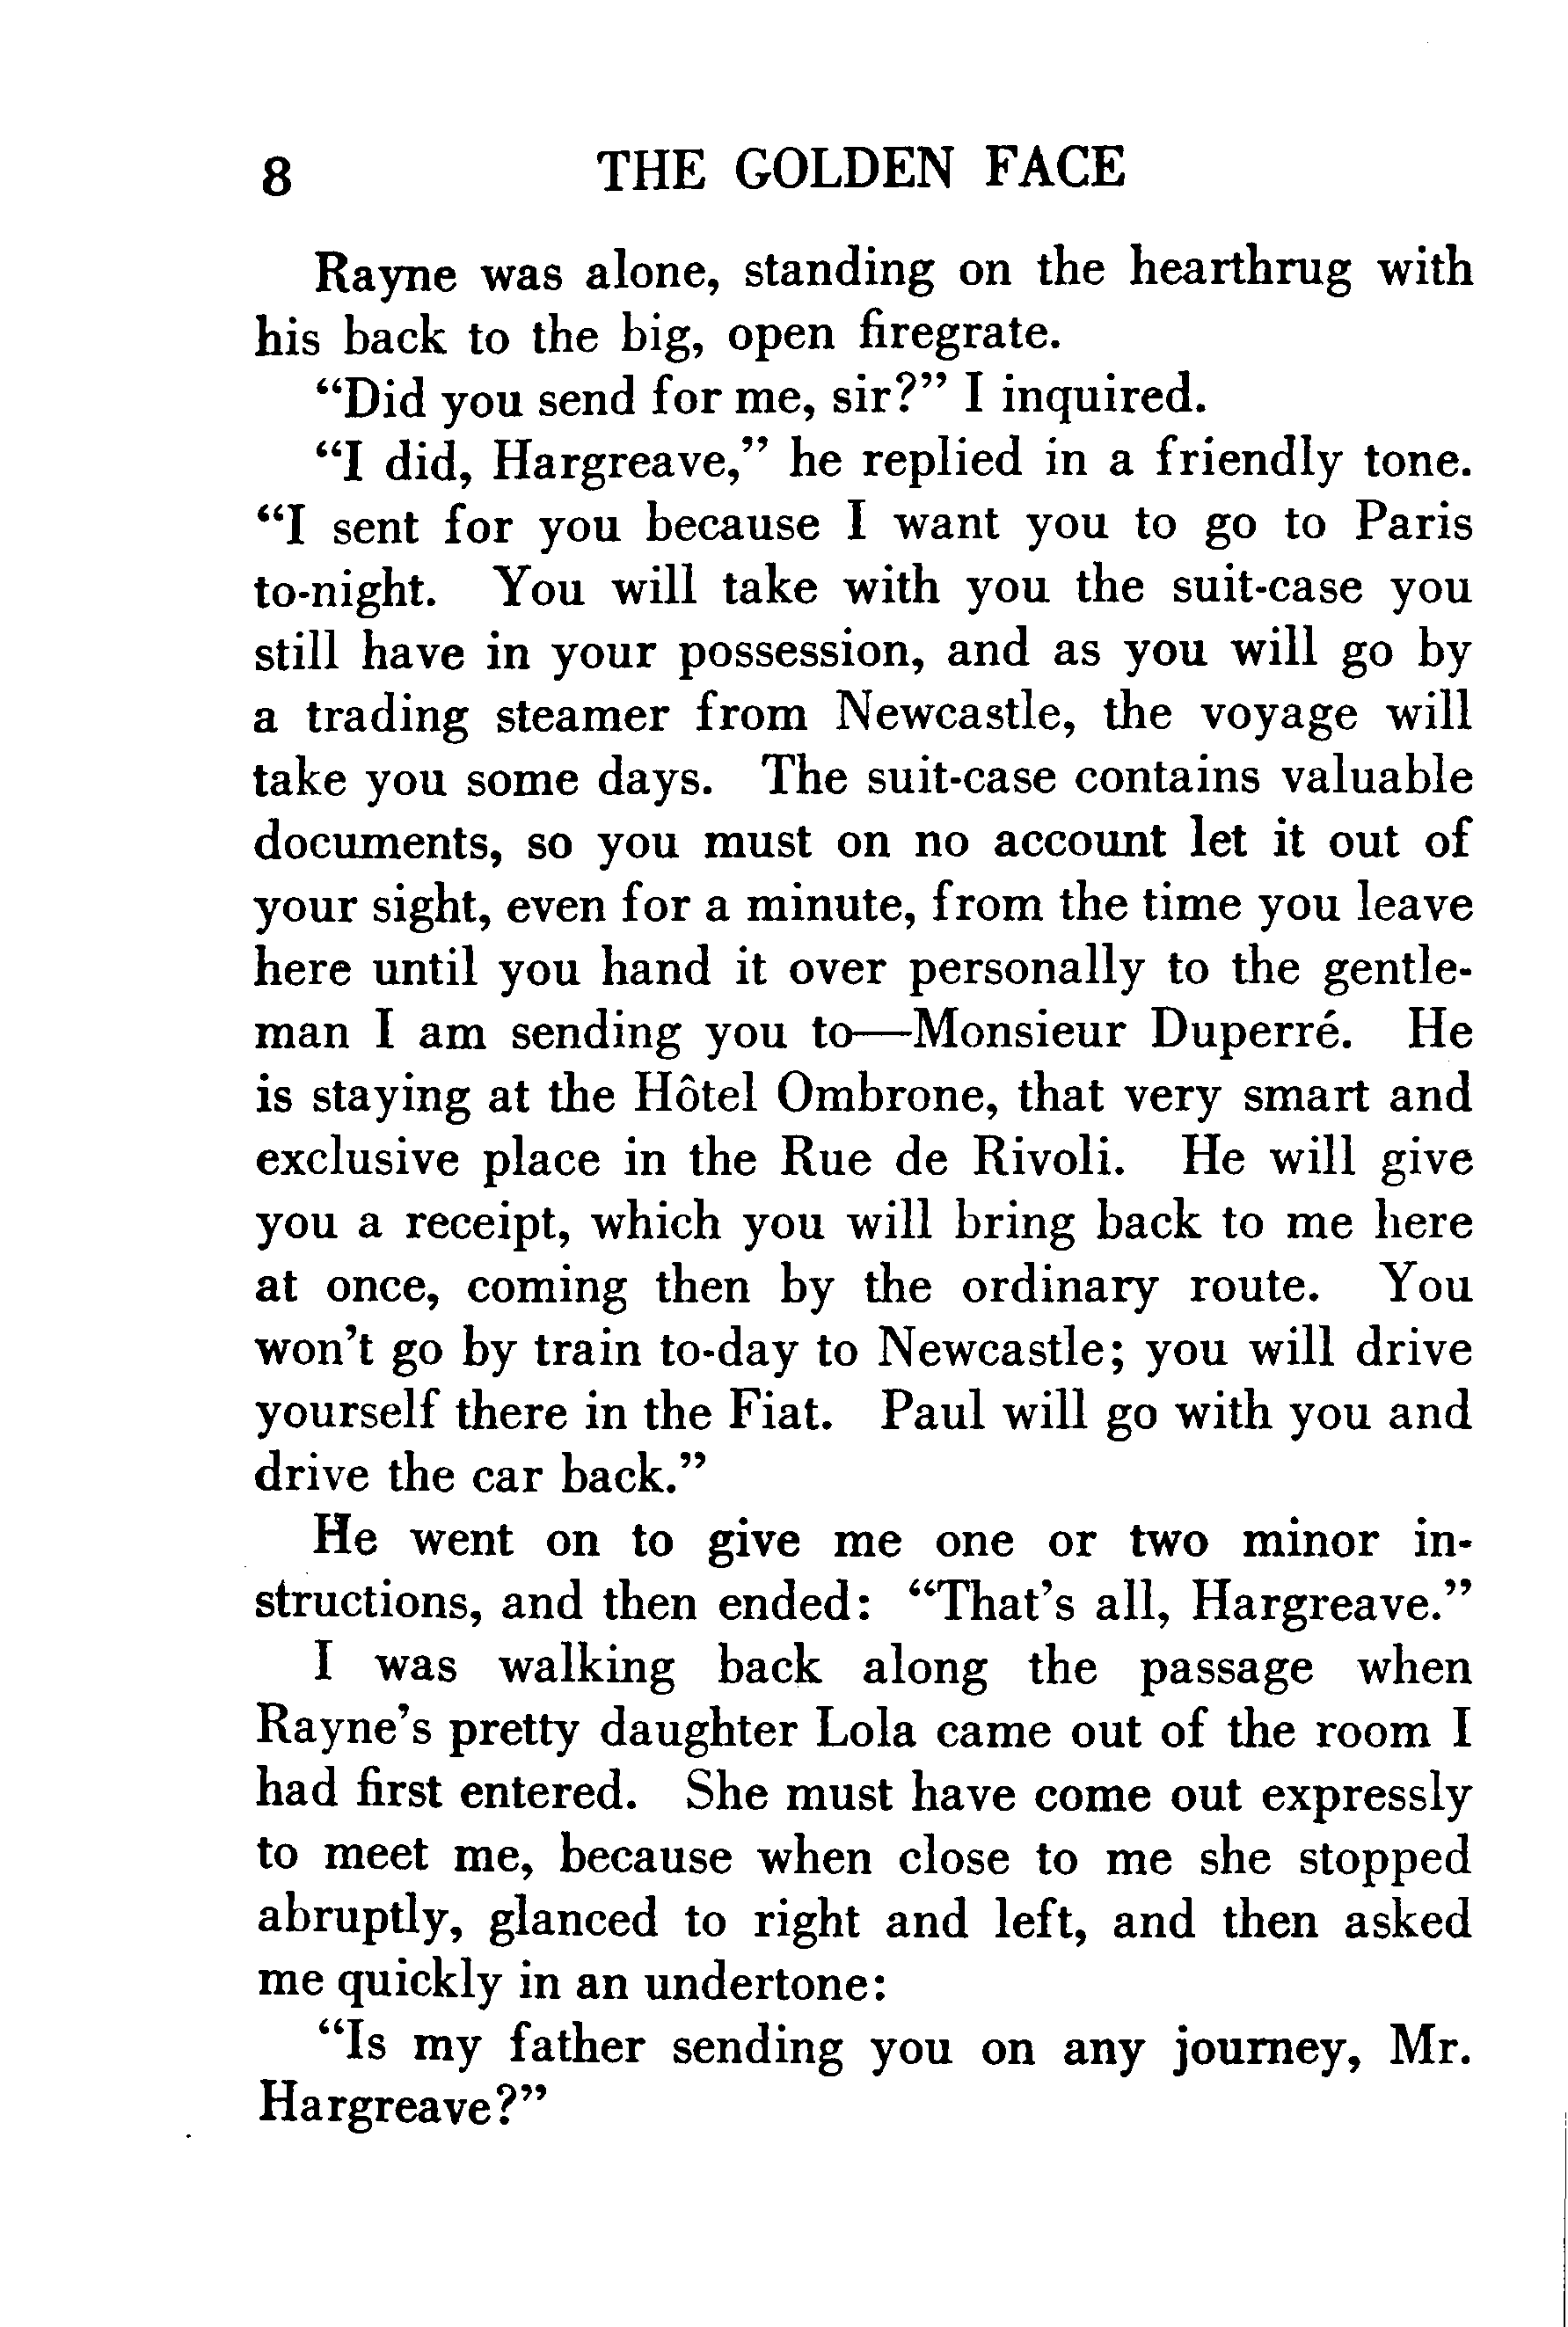 8 THE GOLDEN FACE
Rayne was alone, standing on the hearthrug with
his back to the big, open firegrate.
“Did you send for me, sir?” I inquired.
“I did, Hargreave,” he replied in a friendly tone.
“I sent for you because I want you to go to Paris
to-night. You will take with you the suit-case you
still have in your possession, and as you will go by
a trading steamer from Newcastle, the voyage will
take you some days. The suit-case contains valuable
documents, so you must on no account let it out of
your sight, even for a minute, from the time you leave
here until you hand it over personally to the gentle-
man I am sending you to—Monsieur Duperré. He
is staying at the Hôtel Ombrone, that very smart and
exclusive place in the Rue de Rivoli. He will give
you a receipt, which you will bring back to me here
at once, coming then by the ordinary route. You
won’t go by train to-day to Newcastle; you will drive
yourself there in the Fiat. Paul will go with you and
drive the car back.”
He went on to give me one or two minor in-
structions, and then ended: “That’s all, Hargreave.”
I was walking back along the passage when
Rayne’s pretty daughter Lola came out of the room I
had first entered. She must have come out expressly
to meet me, because when close to me she stopped
abruptly, glanced to right and left, and then asked
me quickly in an undertone:
“Is my father sending you on any journey, Mr.
Hargreave?”